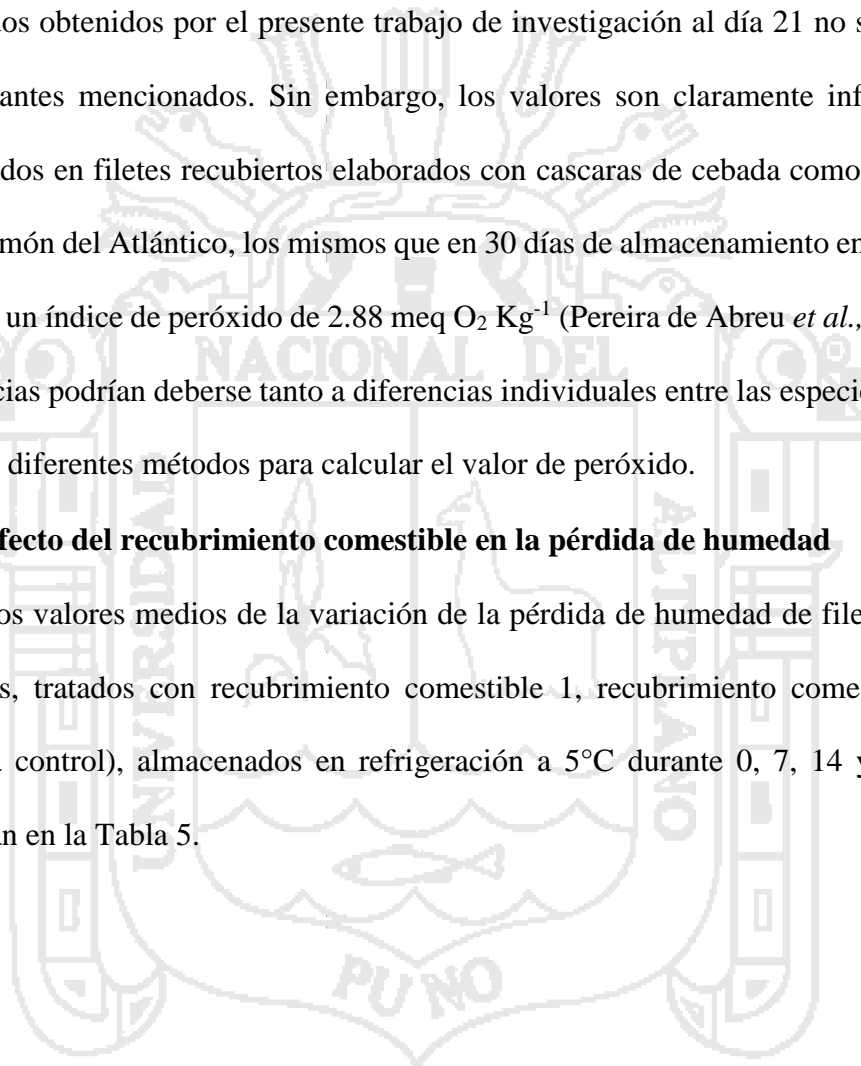 dos obtenidos por el presente trabajo de investigación al día 21 no s
antes mencionados. Sin embargo, los valores son claramente inf
dos en filetes recubiertos elaborados con cascaras de cebada como
món del Atlántico, los mismos que en 30 días de almacenamiento en
un índice de peróxido de 2.88 meq O₂ Kg⁻¹ (Pereira de Abreu et al.,
cias podrían deberse tanto a diferencias individuales entre las especi
diferentes métodos para calcular el valor de peróxido.
fecto del recubrimiento comestible en la pérdida de humedad
os valores medios de la variación de la pérdida de humedad de file
s, tratados con recubrimiento comestible 1, recubrimiento come
control), almacenados en refrigeración a 5°C durante 0, 7, 14 y
an en la Tabla 5.
NACIONAL DEL
UNIVERSIDAD
ALTIPLANO
PUNO